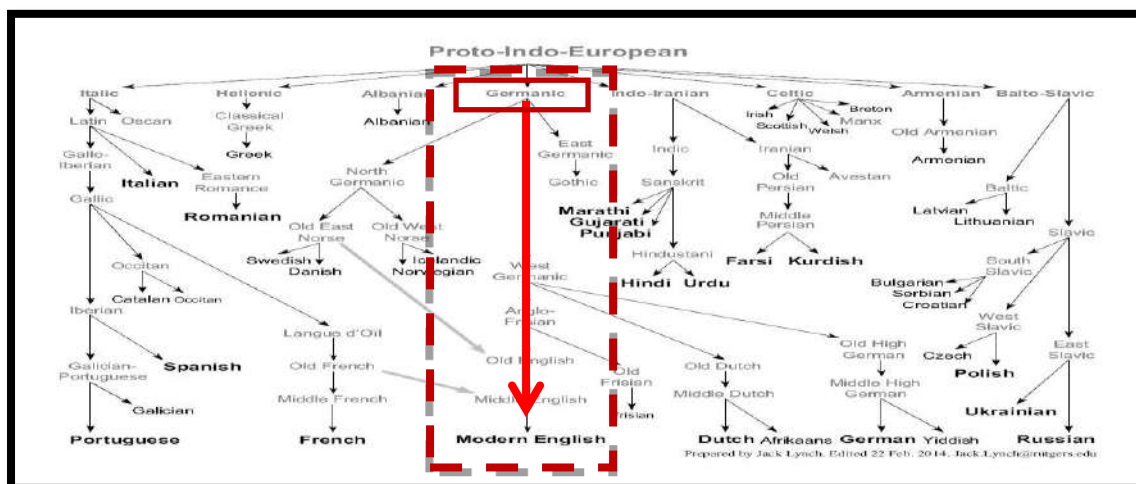 Proto-Indo-European
Italic
Hellenic
Albanian
Germanic
Indo-Iranian
Celtic
Armenian
Balto-Slavic
Latin
Oscan
Classical
Greek
Albanian
Irish
Scottish
Welsh
Manx
Breton
Old Armenian
Gallo-
Iberian
Italian
Eastern
Romance
Greek
North
Germanic
East
Germanic
Gothic
Indic
Iranian
Armenian
Gallic
Romanian
Sanskrit
Old
Persian
Avestan
Baltic
Latvian
Lithuanian
Marathi
Gujarati
Punjabi
Middle
Persian
Old East
Norse
Old West
Norse
Slavic
Swedish
Danish
Icelandic
Norwegian
West
Germanic
Hindustani
Hindi
Urdu
Farsi
Kurdish
South
Slavic
Bulgarian
Serbian
Croatian
Occitan
Catalan
Occitan
Iberian
Langue d'Oïl
Anglo-
Frisian
West
Slavic
Galician-
Portuguese
Spanish
Old French
Old English
Old
Frisian
Old Dutch
Old High
German
Czech
Polish
East
Slavic
Galician
Middle French
Middle English
Frisian
Middle Dutch
Middle High
German
Ukrainian
Portuguese
French
Modern English
Dutch
Afrikaans
German
Yiddish
Russian
Prepared by Jack Lynch. Edited 22 Feb. 2014. Jack.Lynch@rutgers.edu